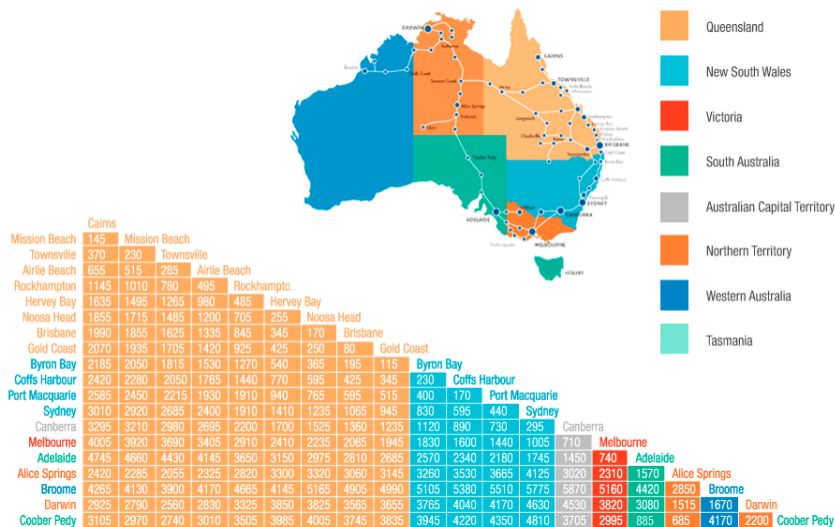 DARWIN
CAIRNS
TOWNSVILLE
BRISBANE
SYDNEY
CANBERRA
ADELAIDE
MELBOURNE
HOBART
Broome
Katherine
Tennant Creek
Alice Springs
Coober Pedy
Longreach
Charleville
Queensland
New South Wales
Victoria
South Australia
Australian Capital Territory
Northern Territory
Western Australia
Tasmania
Cairns
Mission Beach 145 Mission Beach
Townsville 370 230 Townsville
Airlie Beach 655 515 285 Airlie Beach
Rockhampton 1145 1010 780 495 Rockhampto...
Hervey Bay 1635 1495 1265 980 485 Hervey Bay
Noosa Head 1855 1715 1485 1200 705 255 Noosa Head
Brisbane 1990 1855 1625 1335 845 345 170 Brisbane
Gold Coast 2070 1935 1705 1420 925 425 250 80 Gold Coast
Byron Bay 2185 2050 1815 1530 1270 540 365 195 115 Byron Bay
Coffs Harbour 2420 2280 2050 1765 1440 770 595 425 345 230 Coffs Harbour
Port Macquarie 2585 2450 2215 1930 1910 940 765 595 515 400 170 Port Macquarie
Sydney 3010 2920 2685 2400 1910 1410 1235 1065 945 830 595 440 Sydney
Canberra 3295 3210 2980 2695 2200 1700 1525 1360 1235 1120 890 730 295 Canberra
Melbourne 4005 3920 3690 3405 2910 2410 2235 2065 1945 1830 1600 1440 1005 710 Melbourne
Adelaide 4745 4660 4430 4145 3650 3150 2975 2810 2685 2570 2340 2180 1745 1450 740 Adelaide
Alice Springs 2420 2285 2055 2325 2820 3300 3320 3060 3145 3260 3530 3665 4125 3020 2310 1570 Alice Springs
Broome 4265 4130 3900 4170 4665 4145 5165 4905 4990 5105 5380 5510 5775 5870 5160 4420 2850 Broome
Darwin 2925 2790 2560 2830 3325 3850 3825 3565 3655 3765 4040 4170 4630 4530 3820 3080 1515 1670 Darwin
Coober Pedy 3105 2970 2740 3010 3505 3985 4005 3745 3835 3945 4220 4350 4810 3705 2995 885 685 4170 2200 Coober Pedy